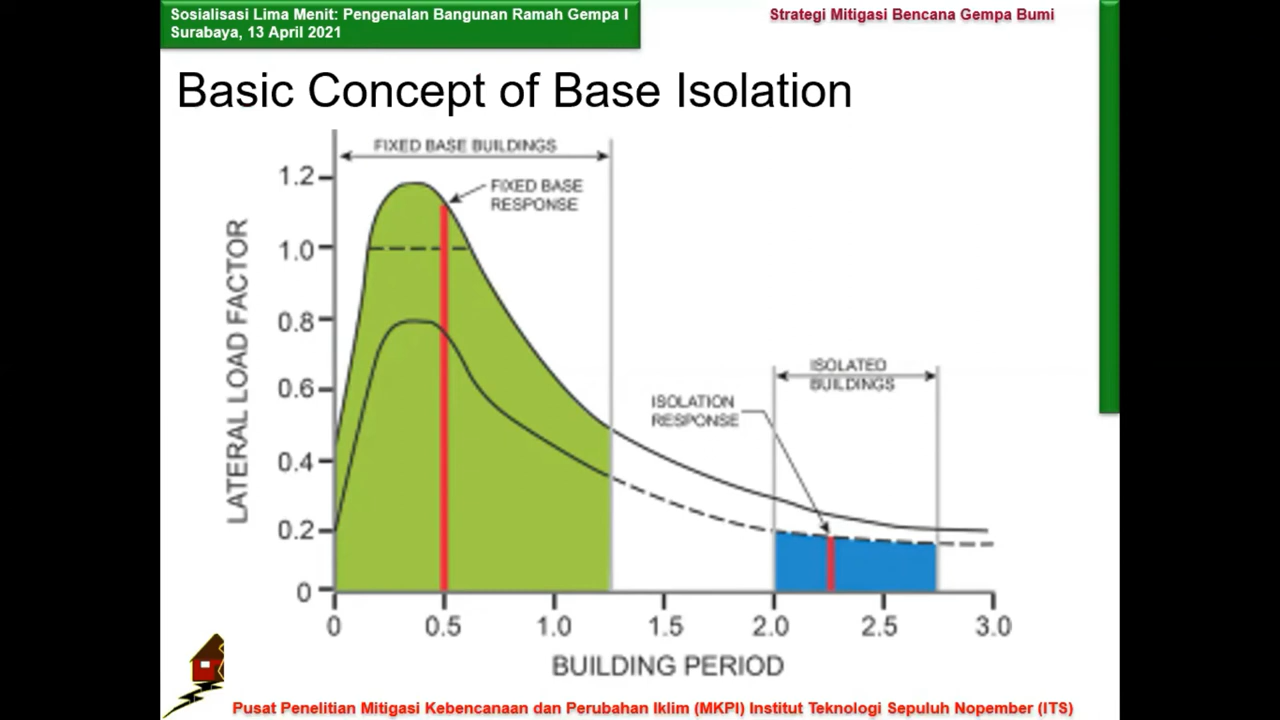 Sosialisasi Lima Menit: Pengenalan Bangunan Ramah Gempa I
Surabaya, 13 April 2021
Strategi Mitigasi Bencana Gempa Bumi
Basic Concept of Base Isolation
FIXED BASE BUILDINGS
FIXED BASE
RESPONSE
ISOLATED
BUILDINGS
ISOLATION
RESPONSE
LATERAL LOAD FACTOR
1.2
1.0
0.8
0.6
0.4
0.2
0
0 0.5 1.0 1.5 2.0 2.5 3.0
BUILDING PERIOD
Pusat Penelitian Mitigasi Kebencanaan dan Perubahan Iklim (MKPI) Institut Teknologi Sepuluh Nopember (ITS)